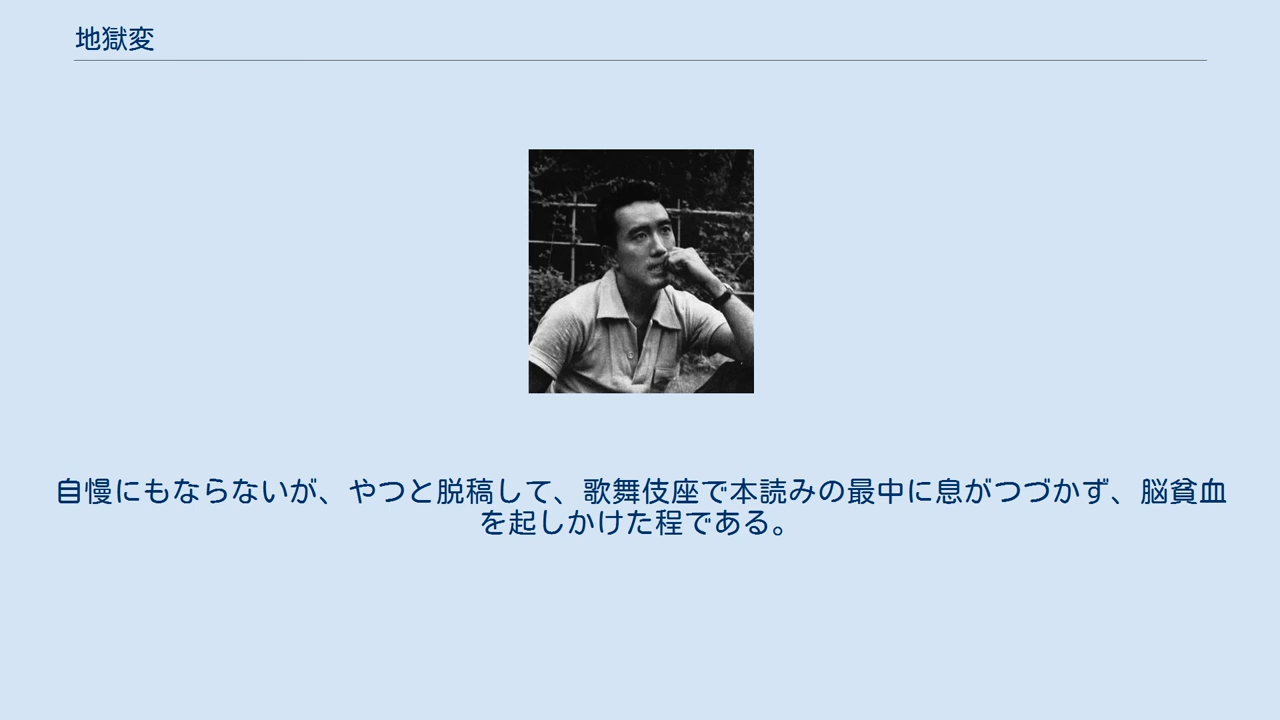 地獄変
自慢にもならないが、やつと脱稿して、歌舞伎座で本読みの最中に息がつづかず、脳貧血
を起しかけた程である。